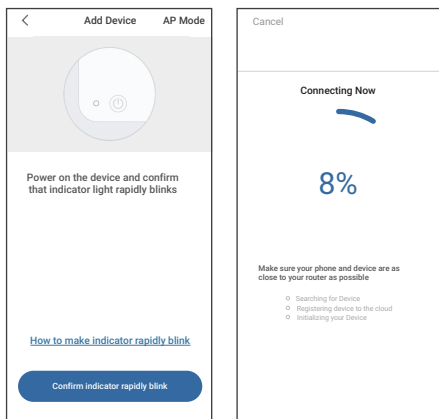 Add Device AP Mode
Power on the device and confirm
that indicator light rapidly blinks
How to make indicator rapidly blink
Confirm indicator rapidly blink
Cancel
Connecting Now
8%
Make sure your phone and device are as
close to your router as possible
Searching for Device
Registering device to the cloud
Initializing your Device